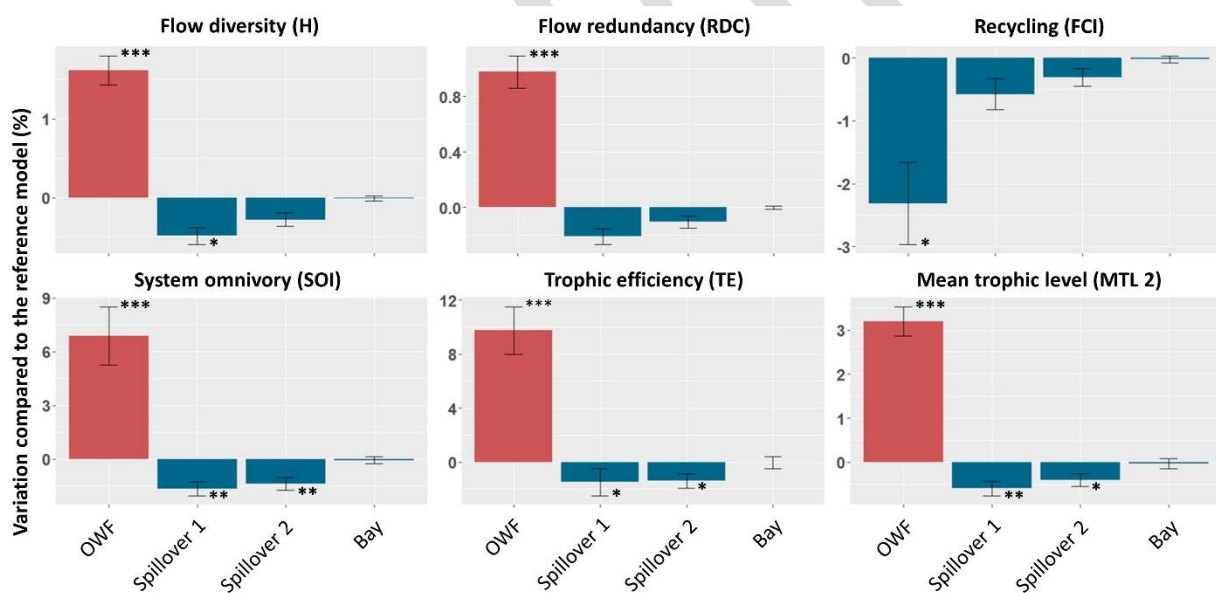 Flow diversity (H)
Flow redundancy (RDC)
Recycling (FCI)
Variation compared to the reference model (%)
***
1
0
*
***
0.8
0.4
0.0
0
-1
-2
-3
*
System omnivory (SOI)
Trophic efficiency (TE)
Mean trophic level (MTL 2)
9
6
3
0
***
**
**
12
8
4
0
***
*
*
3
2
1
0
***
**
*
OWF
Spillover 1
Spillover 2
Bay
OWF
Spillover 1
Spillover 2
Bay
OWF
Spillover 1
Spillover 2
Bay